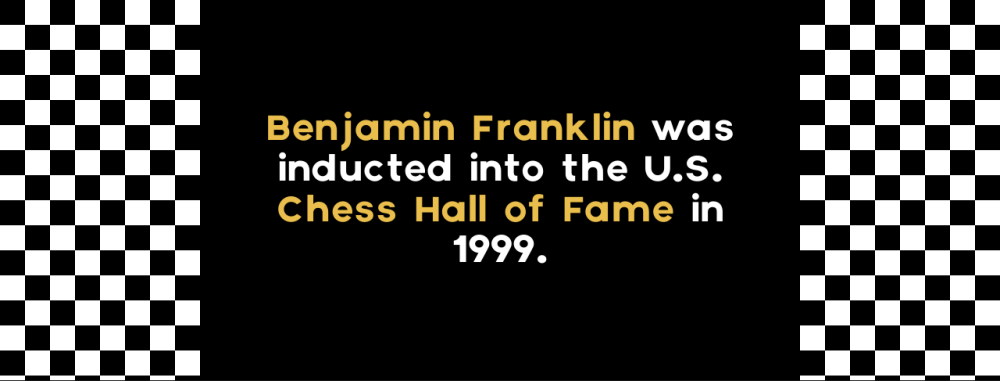 Benjamin Franklin was
inducted into the U.S.
Chess Hall of Fame in
1999.